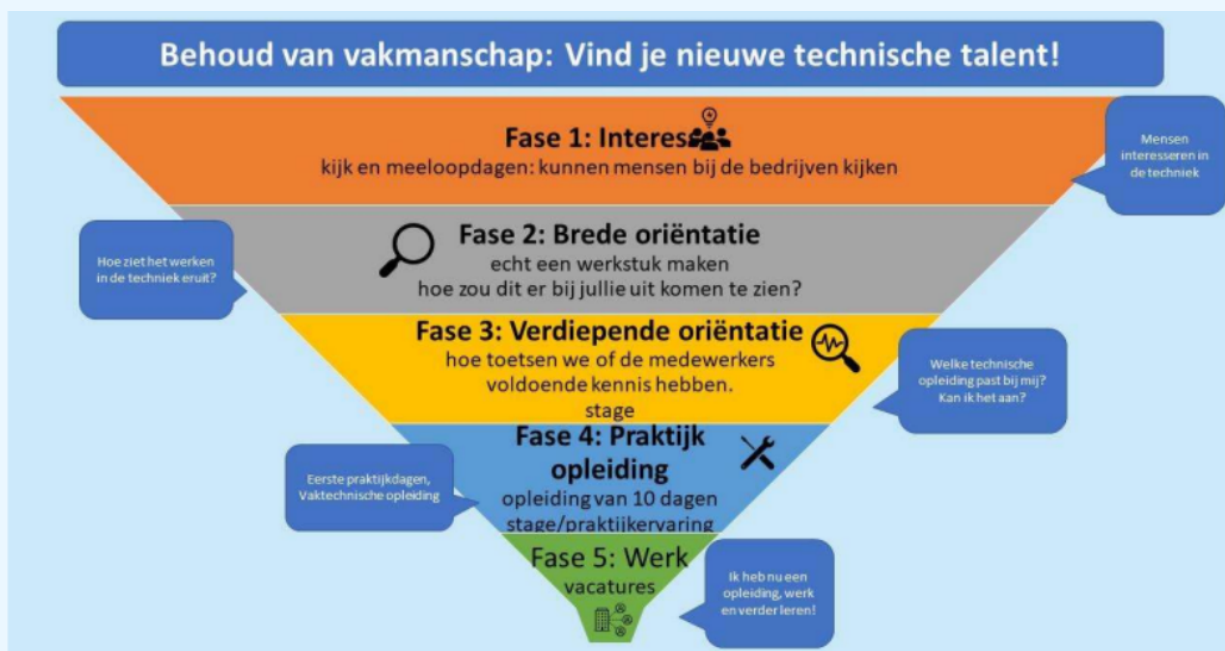 Behoud van vakmanschap: Vind je nieuwe technische talent!
Fase 1: Interes
kijk en meeloopdagen: kunnen mensen bij de bedrijven kijken
Mensen
interesseren in
de techniek
Fase 2: Brede oriëntatie
echt een werkstuk maken
hoe zou dit er bij jullie uit komen te zien?
Hoe ziet het werken
in de techniek eruit?
Fase 3: Verdiepende oriëntatie
hoe toetsen we of de medewerkers
voldoende kennis hebben.
stage
Welke technische
opleiding past bij mij?
Kan ik het aan?
Fase 4: Praktijk
opleiding
opleiding van 10 dagen
stage/praktijkervaring
Eerste praktijkdagen,
Vaktechnische opleiding
Fase 5: Werk
vacatures
Ik heb nu een
opleiding, werk
en verder leren!